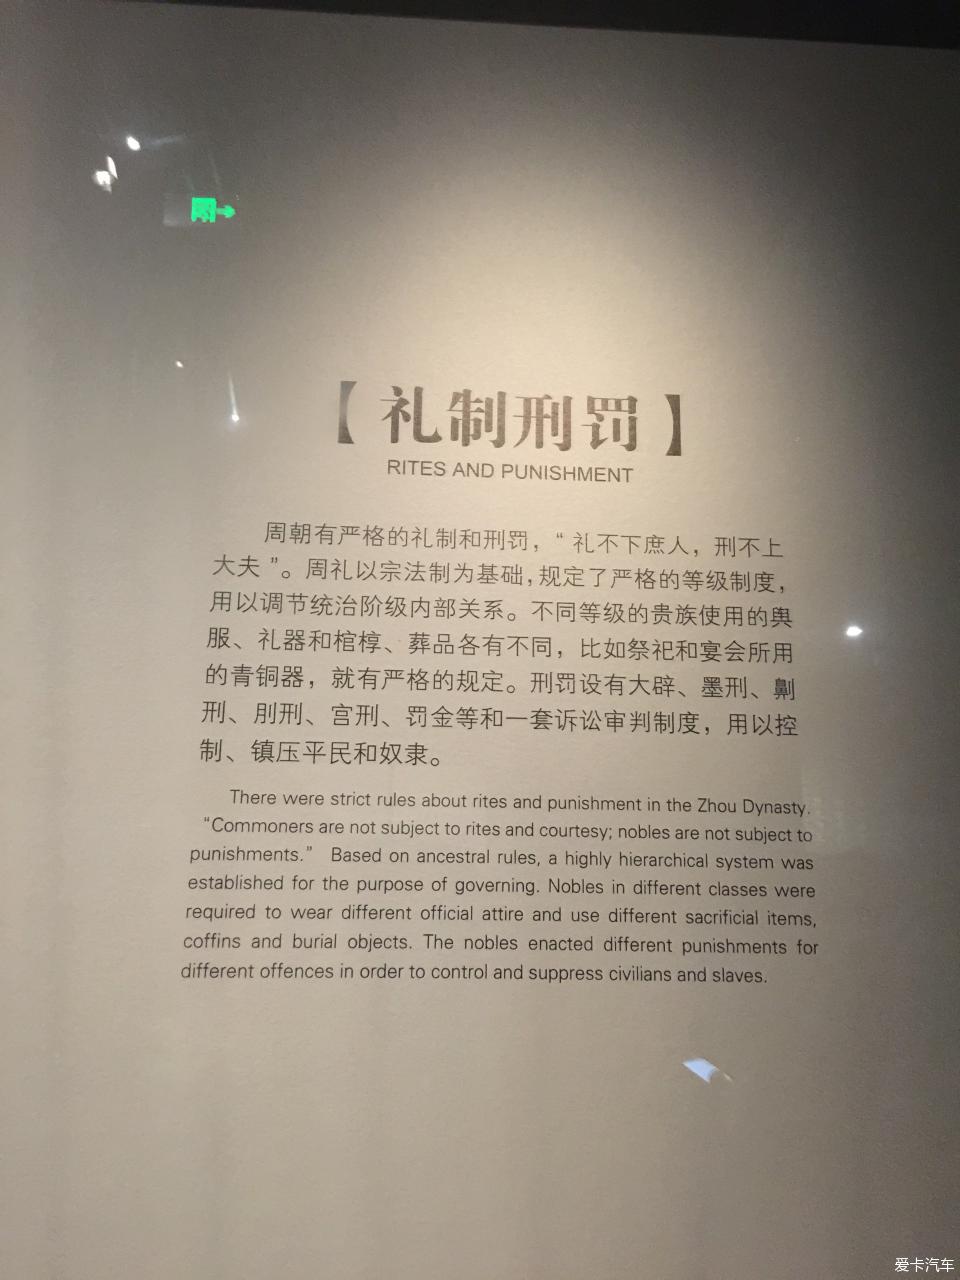 【礼制刑罚】
RITES AND PUNISHMENT
周朝有严格的礼制和刑罚，“礼不下庶人，刑不上
大夫”。周礼以宗法制为基础，规定了严格的等级制度，
用以调节统治阶级内部关系。不同等级的贵族使用的舆
服、礼器和棺椁、葬品各有不同，比如祭祀和宴会所用
的青铜器，就有严格的规定。刑罚设有大辟、墨刑、劓
刑、刖刑、宫刑、罚金等和一套诉讼审判制度，用以控
制、镇压平民和奴隶。
There were strict rules about rites and punishment in the Zhou Dynasty.
“Commoners are not subject to rites and courtesy; nobles are not subject to
punishments.” Based on ancestral rules, a highly hierarchical system was
established for the purpose of governing. Nobles in different classes were
required to wear different official attire and use different sacrificial items,
coffins and burial objects. The nobles enacted different punishments for
different offences in order to control and suppress civilians and slaves.
爱卡汽车